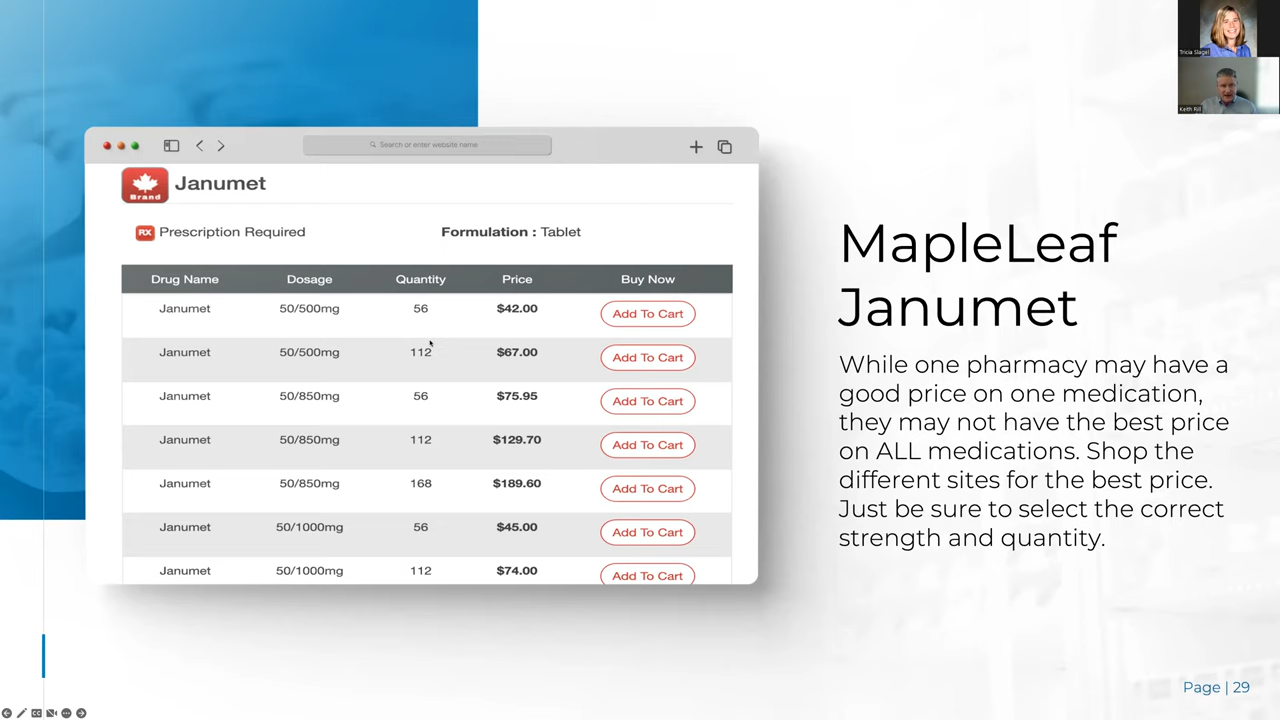 Tricia Slagel
Keith Rill
Search or enter website name
Brand
Janumet
RX Prescription Required
Formulation : Tablet
Drug Name Dosage Quantity Price Buy Now
Janumet 50/500mg 56 $42.00 Add To Cart
Janumet 50/500mg 112 $67.00 Add To Cart
Janumet 50/850mg 56 $75.95 Add To Cart
Janumet 50/850mg 112 $129.70 Add To Cart
Janumet 50/850mg 168 $189.60 Add To Cart
Janumet 50/1000mg 56 $45.00 Add To Cart
Janumet 50/1000mg 112 $74.00 Add To Cart
MapleLeaf
Janumet
While one pharmacy may have a
good price on one medication,
they may not have the best price
on ALL medications. Shop the
different sites for the best price.
Just be sure to select the correct
strength and quantity.
Page | 29